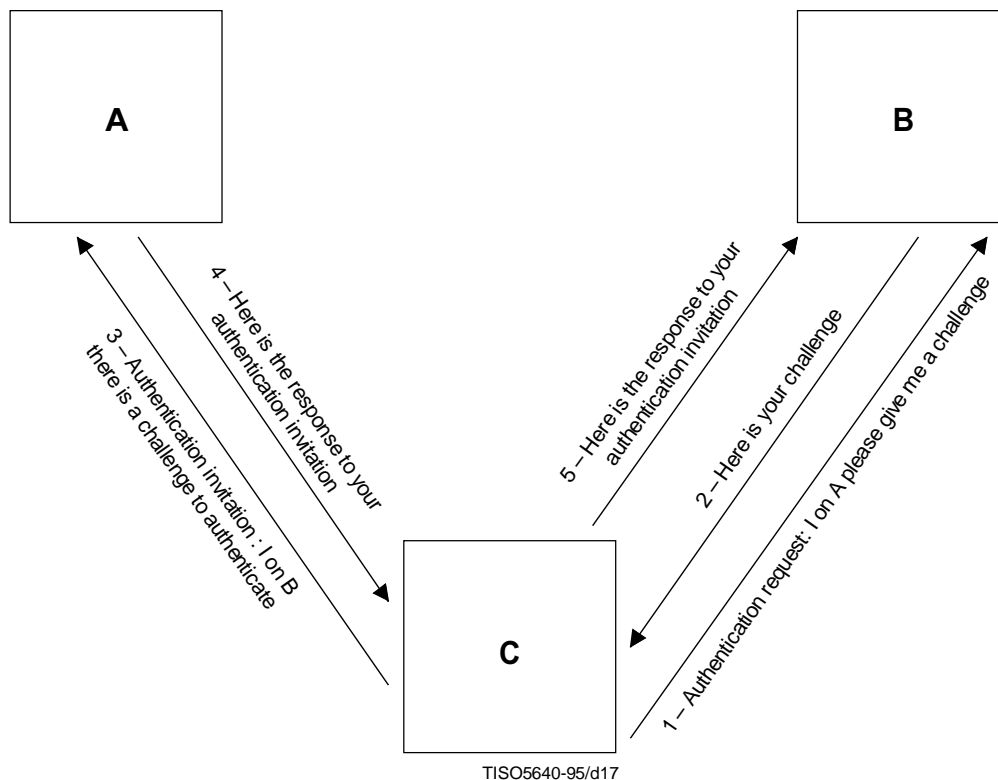 A
B
4 – Here is the response to your
authentication invitation
3 – Authentication invitation : I on B
there is a challenge to authenticate
5 – Here is the response to your
authentication invitation
2 – Here is your challenge
1 – Authentication request: I on A please give me a challenge
C
TISO5640-95/d17